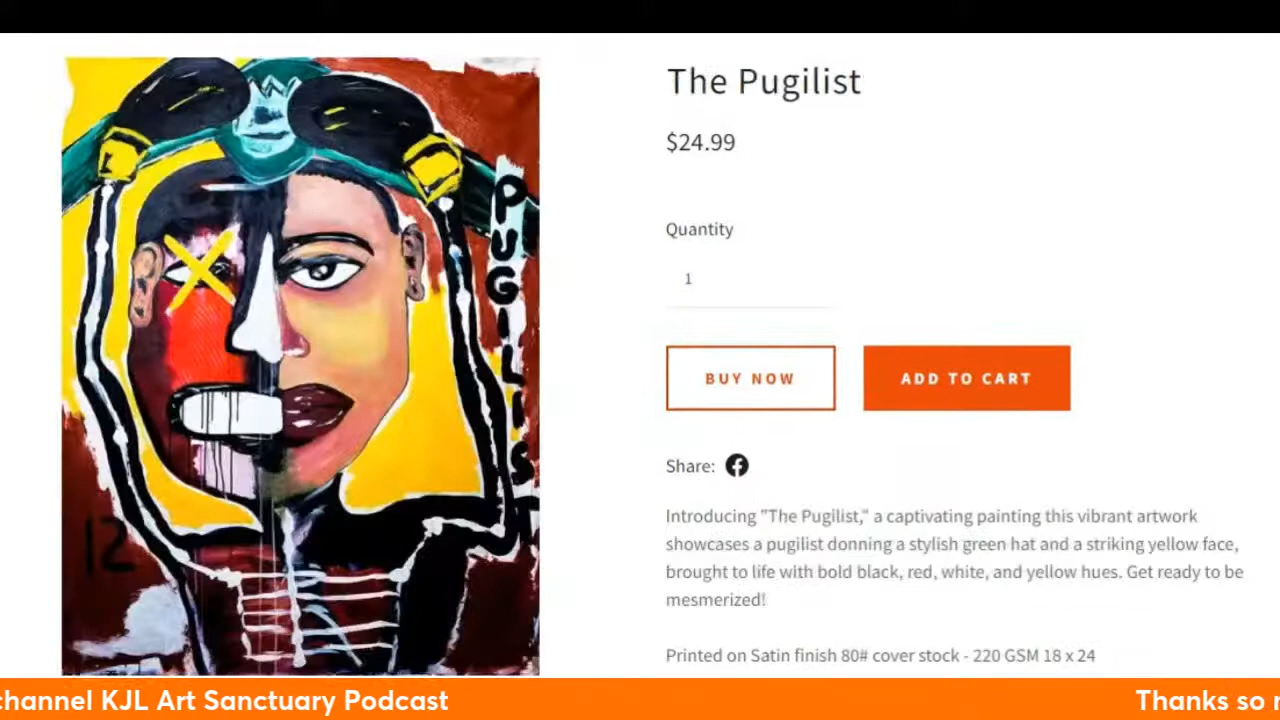 The Pugilist
$24.99
Quantity
1
BUY NOW
ADD TO CART
Share:
Introducing "The Pugilist," a captivating painting this vibrant artwork
showcases a pugilist donning a stylish green hat and a striking yellow face,
brought to life with bold black, red, white, and yellow hues. Get ready to be
mesmerized!
Printed on Satin finish 80# cover stock - 220 GSM 18 x 24
PUGILIST
12
channel KJL Art Sanctuary Podcast
Thanks so